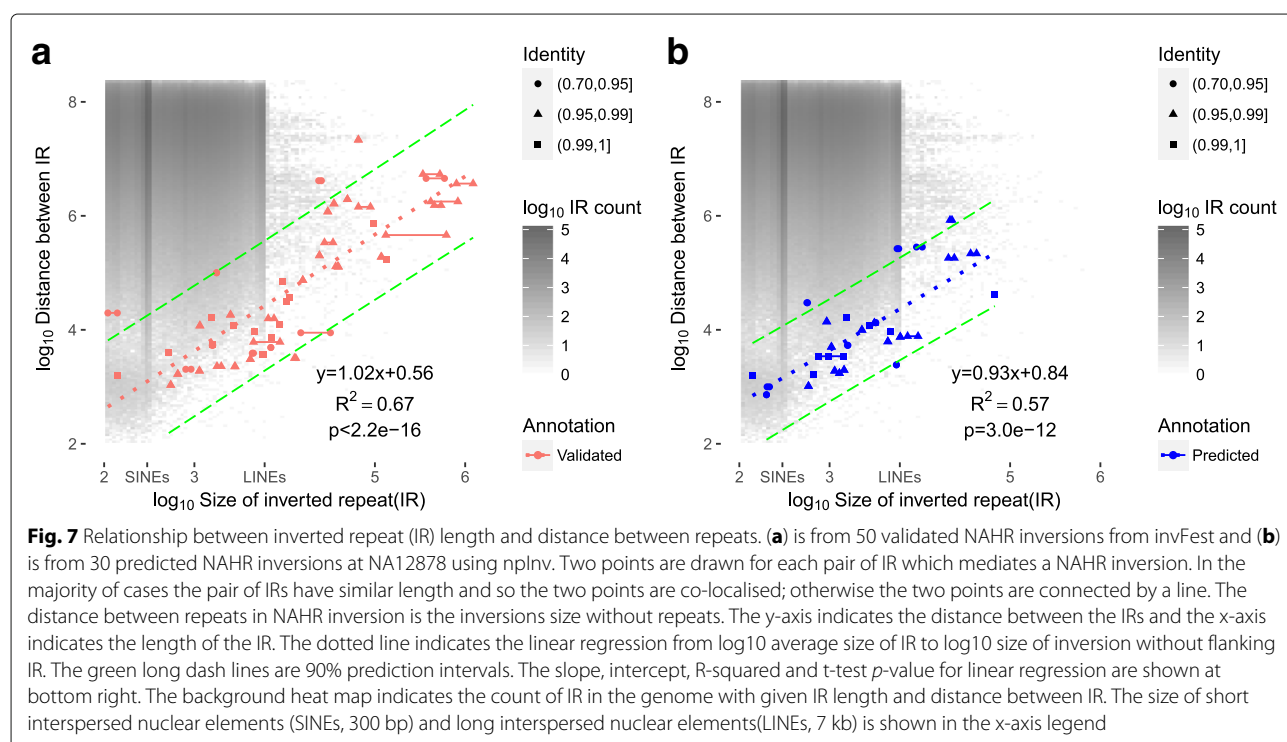 a
Identity
(0.70,0.95]
(0.95,0.99]
(0.99,1]
log10 IR count
5
4
3
2
1
0
Annotation
Validated
log10 Distance between IR
8
6
4
2
y=1.02x+0.56
R² = 0.67
p<2.2e−16
2 SINEs 3 LINEs 5 6
log10 Size of inverted repeat(IR)
b
Identity
(0.70,0.95]
(0.95,0.99]
(0.99,1]
log10 IR count
5
4
3
2
1
0
Annotation
Predicted
log10 Distance between IR
8
6
4
2
y=0.93x+0.84
R² = 0.57
p=3.0e−12
2 SINEs 3 LINEs 5 6
log10 Size of inverted repeat(IR)
Fig. 7 Relationship between inverted repeat (IR) length and distance between repeats. (a) is from 50 validated NAHR inversions from invFest and (b)
is from 30 predicted NAHR inversions at NA12878 using npInv. Two points are drawn for each pair of IR which mediates a NAHR inversion. In the
majority of cases the pair of IRs have similar length and so the two points are co-localised; otherwise the two points are connected by a line. The
distance between repeats in NAHR inversion is the inversions size without repeats. The y-axis indicates the distance between the IRs and the x-axis
indicates the length of the IR. The dotted line indicates the linear regression from log10 average size of IR to log10 size of inversion without flanking
IR. The green long dash lines are 90% prediction intervals. The slope, intercept, R-squared and t-test p-value for linear regression are shown at
bottom right. The background heat map indicates the count of IR in the genome with given IR length and distance between IR. The size of short
interspersed nuclear elements (SINEs, 300 bp) and long interspersed nuclear elements(LINEs, 7 kb) is shown in the x-axis legend